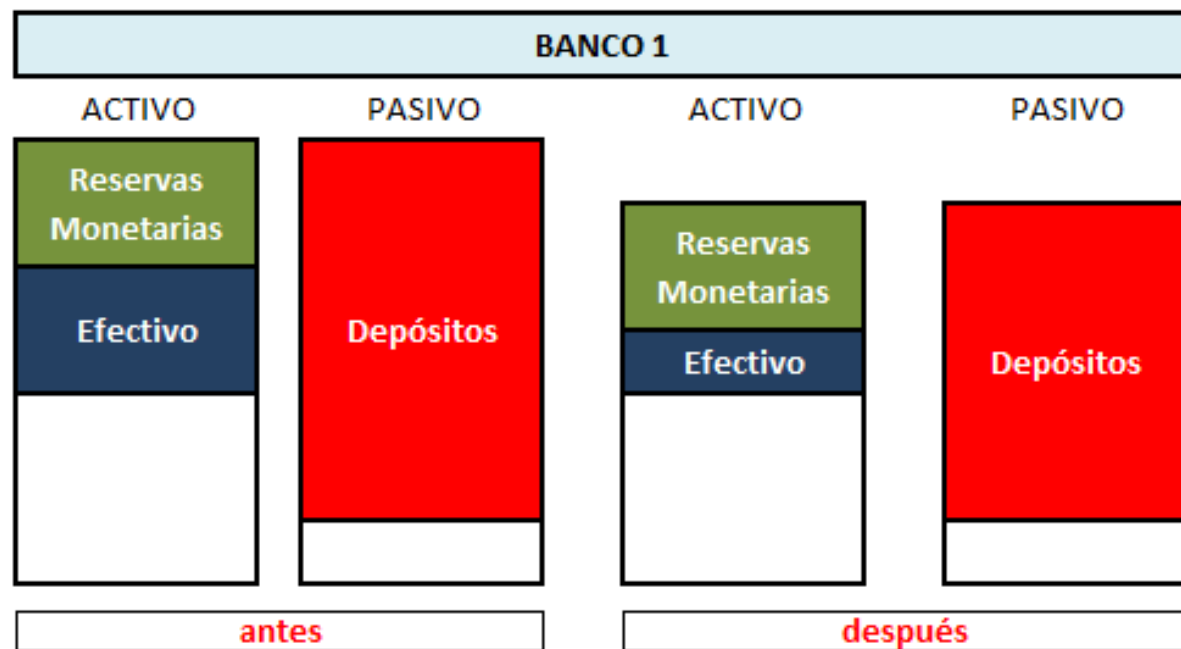 BANCO 1
ACTIVO PASIVO ACTIVO PASIVO
Reservas
Monetarias
Efectivo
Depósitos
Reservas
Monetarias
Efectivo
Depósitos
antes
después